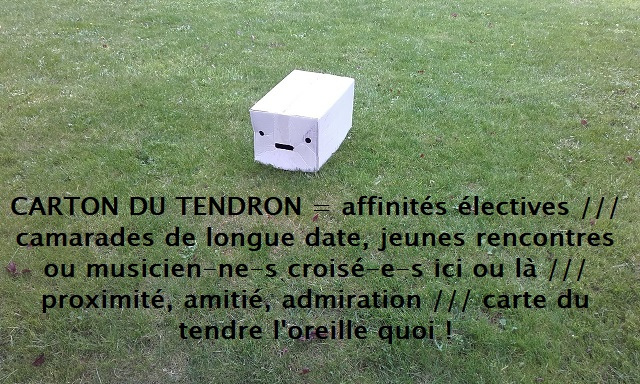 CARTON DU TENDRON = affinités électives ///
camarades de longue date, jeunes rencontres
ou musicien-ne-s croisé-e-s ici ou là ///
proximité, amitié, admiration /// carte du
tendre l'oreille quoi !